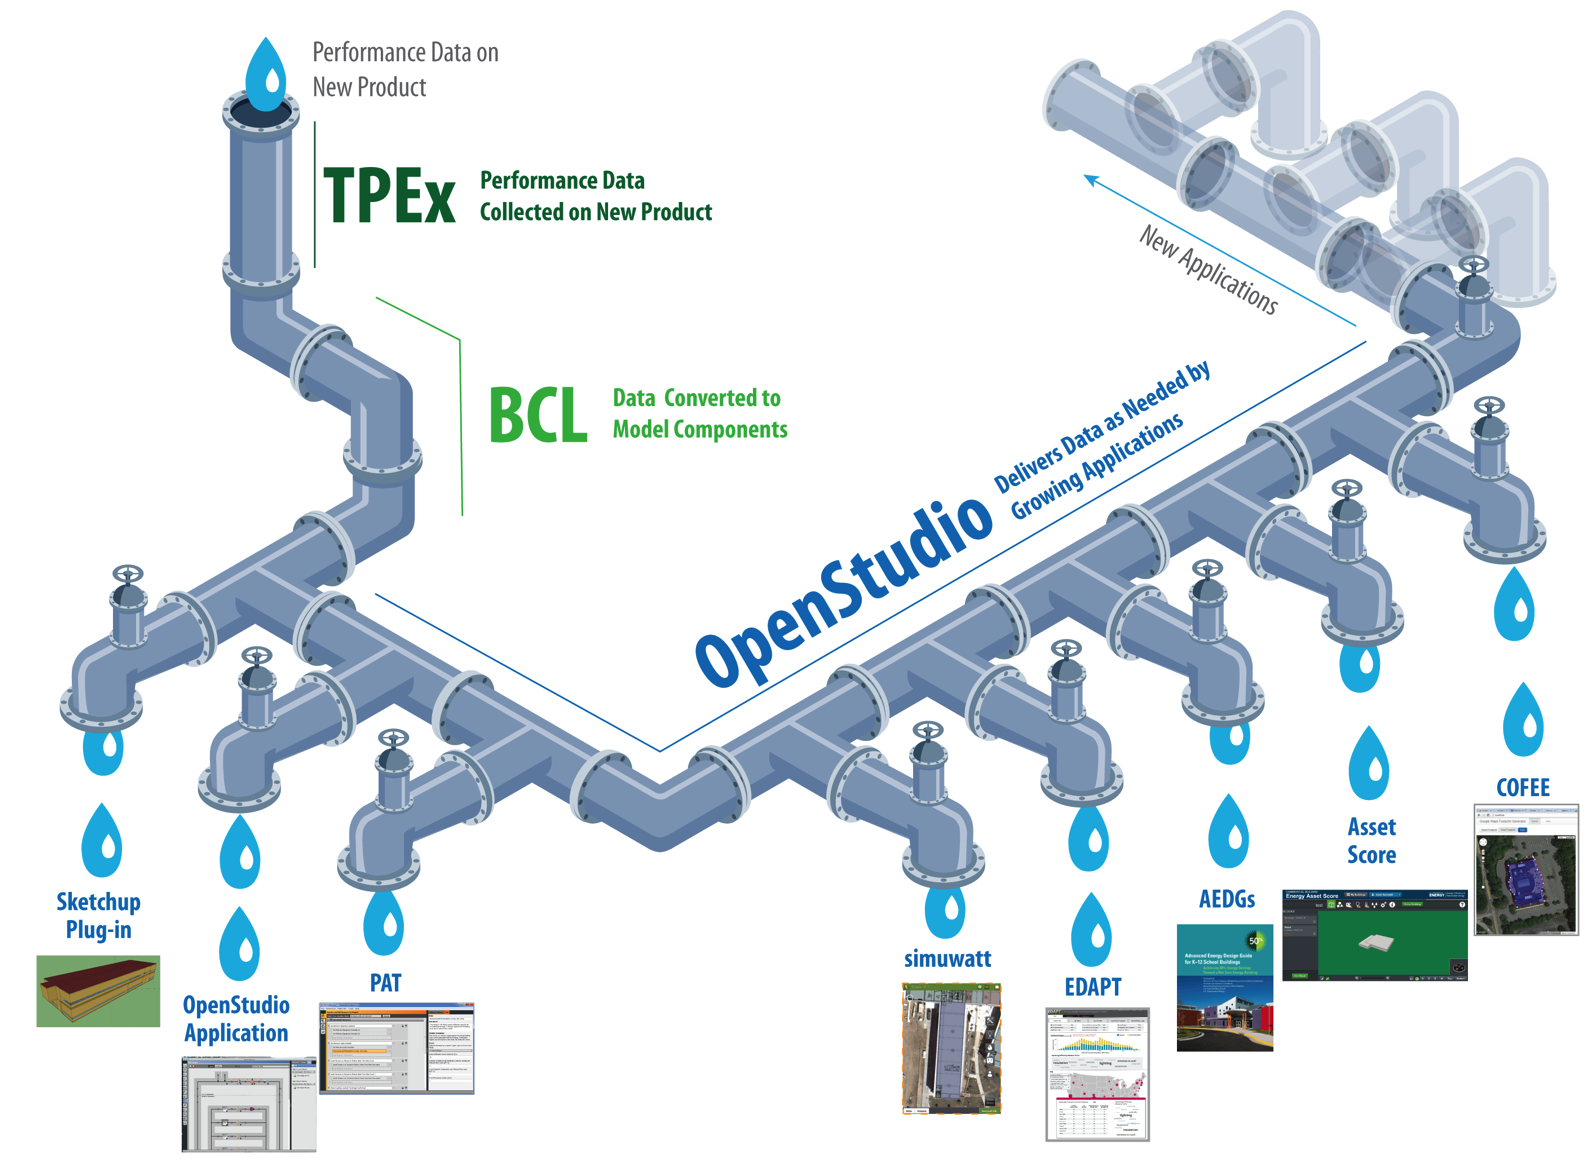 Performance Data on
New Product
TPEx
Performance Data
Collected on New Product
BCL
Data Converted to
Model Components
New Applications
OpenStudio
Delivers Data as Needed by
Growing Applications
Sketchup
Plug-in
OpenStudio
Application
PAT
simuwatt
EDAPT
AEDGs
50%
Advanced Energy Design Guide
for K-12 School Buildings
Asset
Score
Energy Asset Score
ENERGY
COFEE